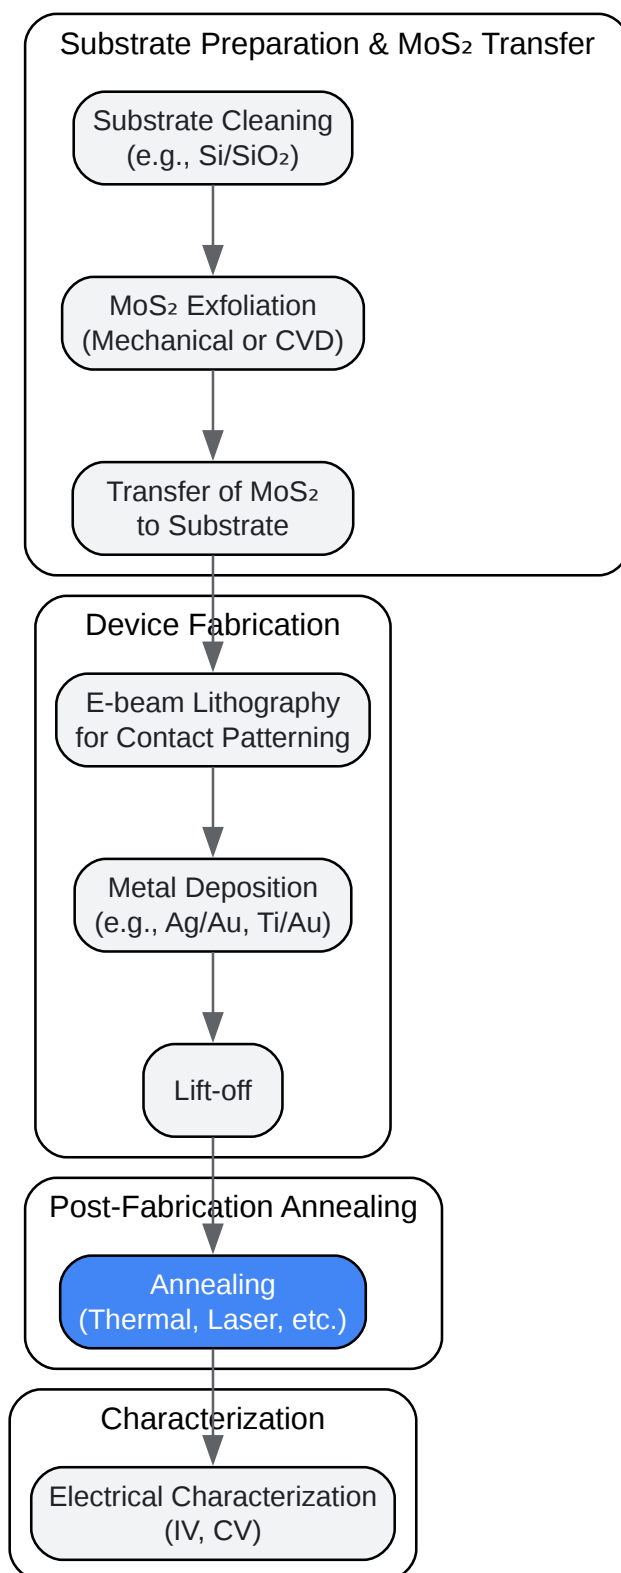 Substrate Preparation & MoS₂ Transfer
Substrate Cleaning
(e.g., Si/SiO₂)
MoS₂ Exfoliation
(Mechanical or CVD)
Transfer of MoS₂
to Substrate
Device Fabrication
E-beam Lithography
for Contact Patterning
Metal Deposition
(e.g., Ag/Au, Ti/Au)
Lift-off
Post-Fabrication Annealing
Annealing
(Thermal, Laser, etc.)
Characterization
Electrical Characterization
(IV, CV)